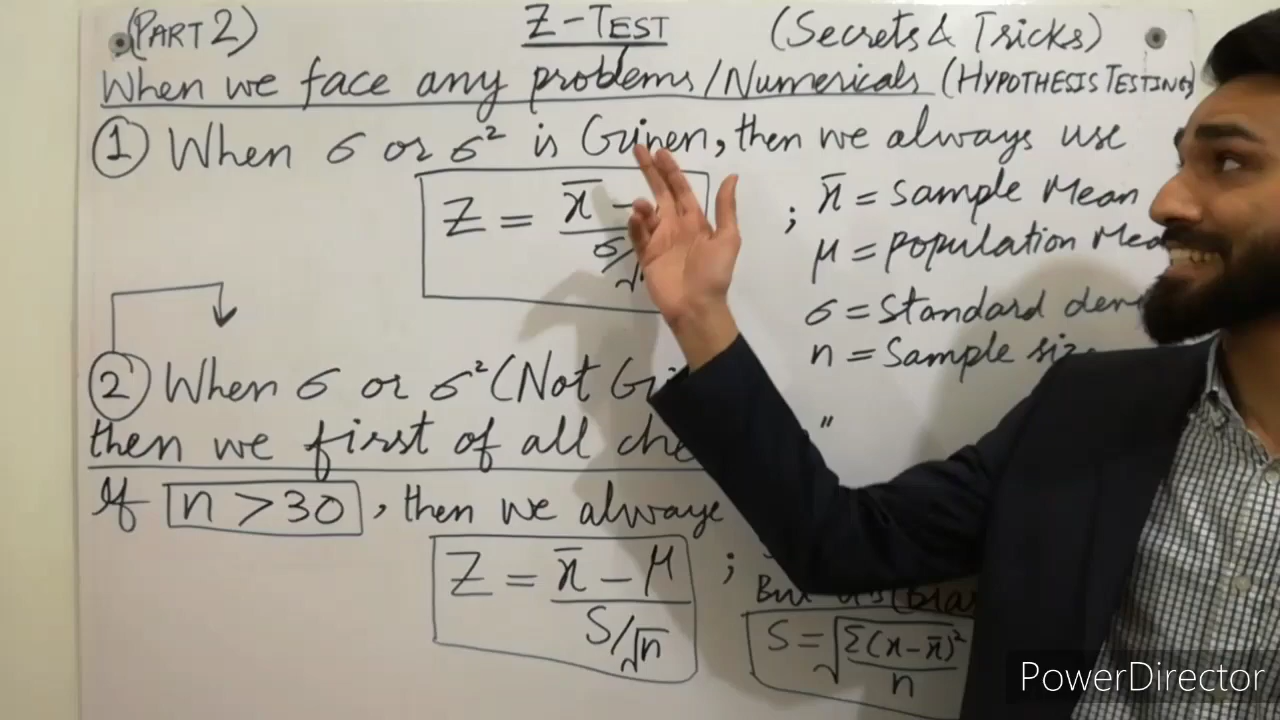 (PART 2) Z-TEST (Secrets & Tricks)
When we face any problems/Numericals (HYPOTHESIS TESTING)
① When σ or σ² is Given, then we always use
Z = x̄ - σ/√
; x̄ = Sample Mean
μ = population
σ = Standard
n = Sample
② When σ or σ² (Not
then we first of all
"
If n > 30, then we always
Z = x̄ - μ / S/√n ;
But
S = √Σ(x-x̄)² / n
PowerDirector